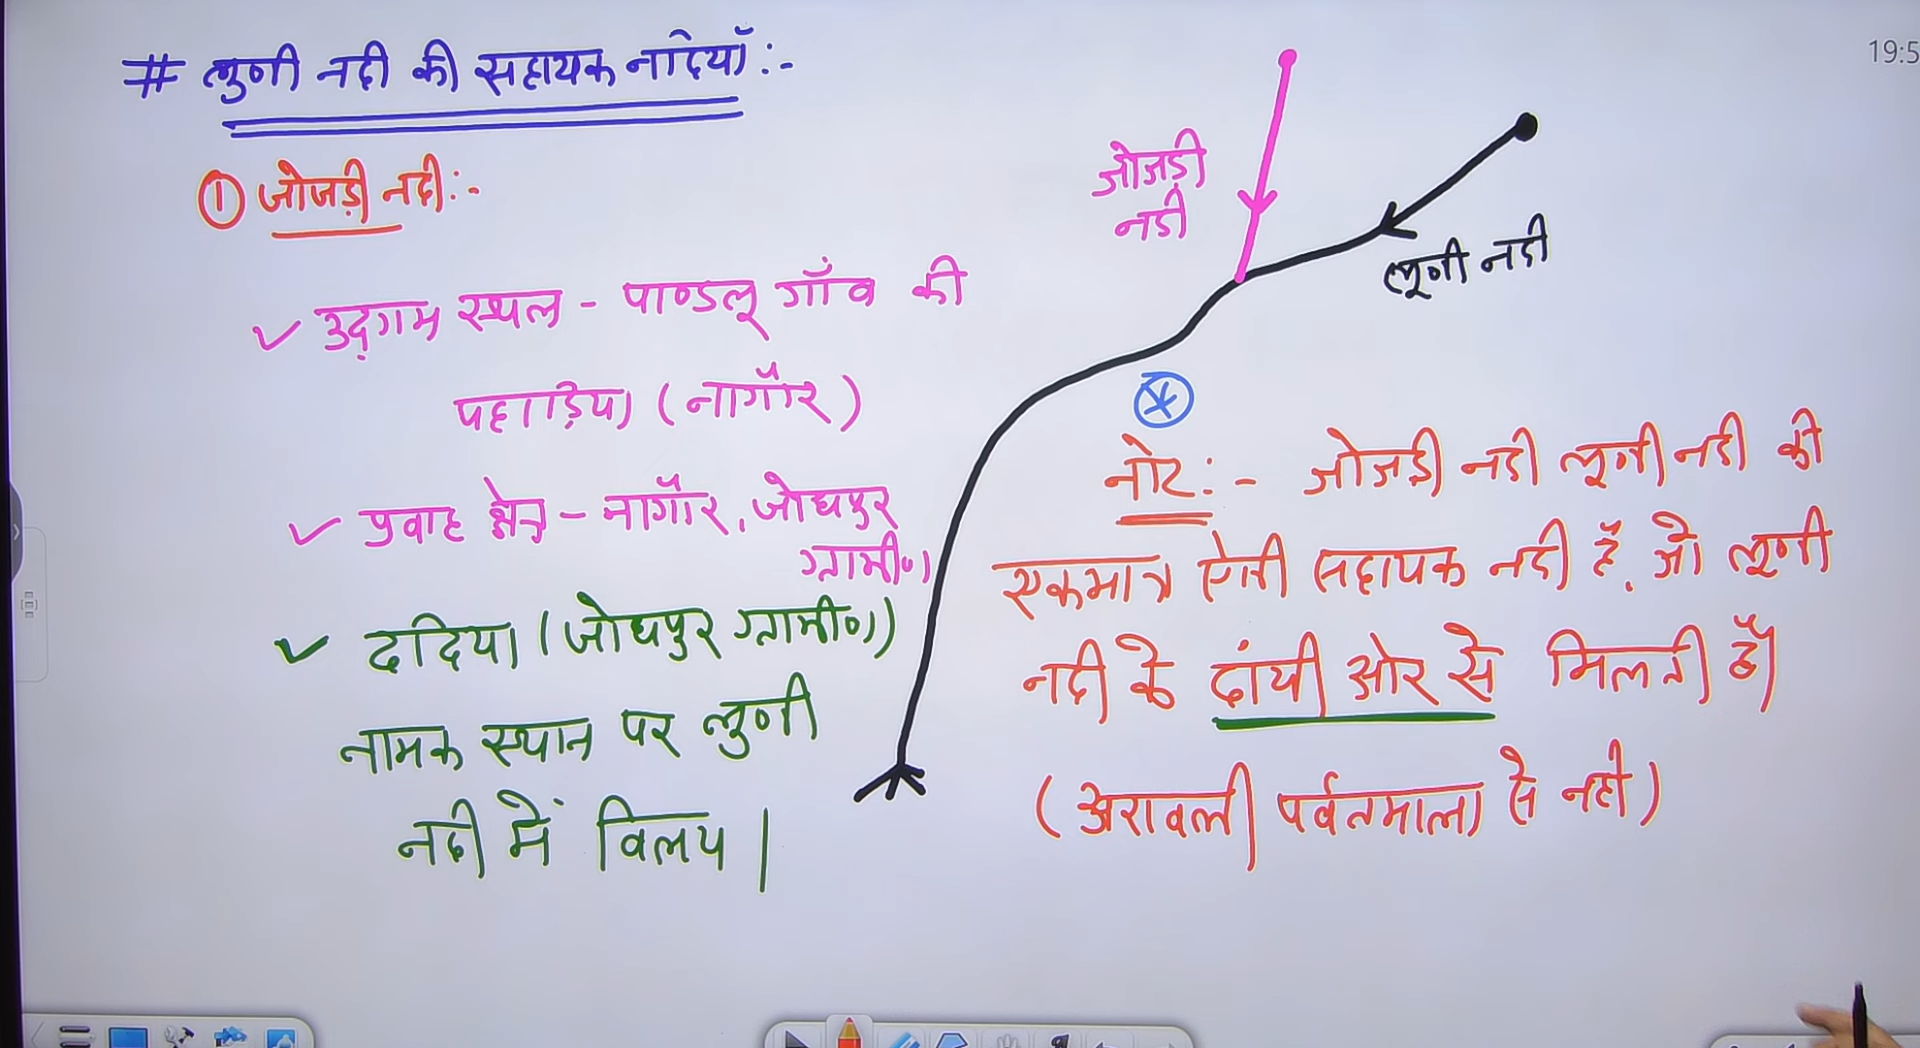 # लुणी नदी की सहायक नदियाँ:-
① जोजड़ी नदी:-
✓ उद्गम स्थल - पाण्डलू गाँव की
पहाड़िया (नागौर)
✓ प्रवाह क्षेत्र - नागौर, जोधपुर
ग्रामी०)
✓ ददिया (जोधपुर ग्रामी०)
नामक स्थान पर लुणी
नदी में विलय।
जोजड़ी
नदी
लूणी नदी
नोट:- जोजड़ी नदी लूणी नदी की
एकमात्र ऐसी सहायक नदी है, जो लूणी
नदी के दांयी ओर से मिलती है।
(अरावली पर्वतमाला से नहीं)
19:5